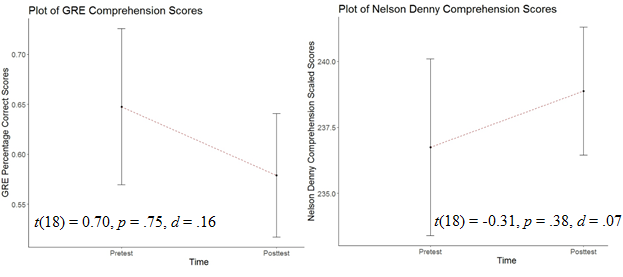 Plot of GRE Comprehension Scores
GRE Percentage Correct Scores
0.70
0.65
0.60
0.55
t(18) = 0.70, p = .75, d = .16
Pretest Posttest
Time
Plot of Nelson Denny Comprehension Scores
Nelson Denny Comprehension Scaled Scores
240.0
237.5
235.0
t(18) = -0.31, p = .38, d = .07
Pretest Posttest
Time